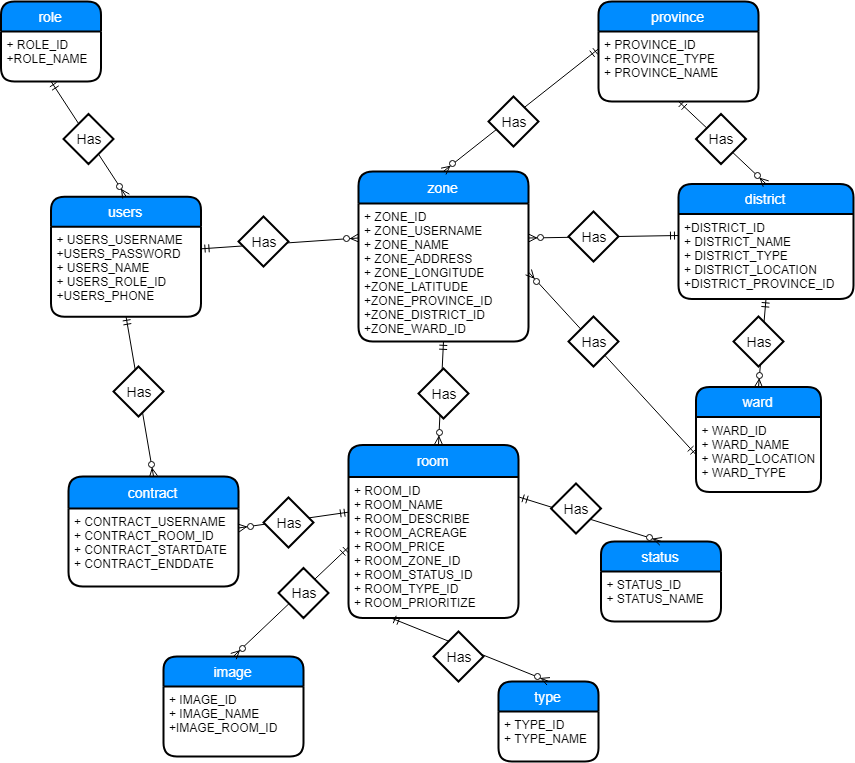 role
+ ROLE_ID
+ROLE_NAME
province
+ PROVINCE_ID
+ PROVINCE_TYPE
+ PROVINCE_NAME
Has
Has
Has
users
+ USERS_USERNAME
+USERS_PASSWORD
+ USERS_NAME
+ USERS_ROLE_ID
+USERS_PHONE
Has
zone
+ ZONE_ID
+ ZONE_USERNAME
+ ZONE_NAME
+ ZONE_ADDRESS
+ ZONE_LONGITUDE
+ZONE_LATITUDE
+ZONE_PROVINCE_ID
+ZONE_DISTRICT_ID
+ZONE_WARD_ID
Has
district
+DISTRICT_ID
+ DISTRICT_NAME
+ DISTRICT_TYPE
+ DISTRICT_LOCATION
+DISTRICT_PROVINCE_ID
Has
Has
Has
Has
ward
+ WARD_ID
+ WARD_NAME
+ WARD_LOCATION
+ WARD_TYPE
contract
+ CONTRACT_USERNAME
+ CONTRACT_ROOM_ID
+ CONTRACT_STARTDATE
+ CONTRACT_ENDDATE
Has
room
+ ROOM_ID
+ ROOM_NAME
+ ROOM_DESCRIBE
+ ROOM_ACREAGE
+ ROOM_PRICE
+ ROOM_ZONE_ID
+ ROOM_STATUS_ID
+ ROOM_TYPE_ID
+ ROOM_PRIORITIZE
Has
status
+ STATUS_ID
+ STATUS_NAME
Has
Has
image
+ IMAGE_ID
+ IMAGE_NAME
+IMAGE_ROOM_ID
type
+ TYPE_ID
+ TYPE_NAME